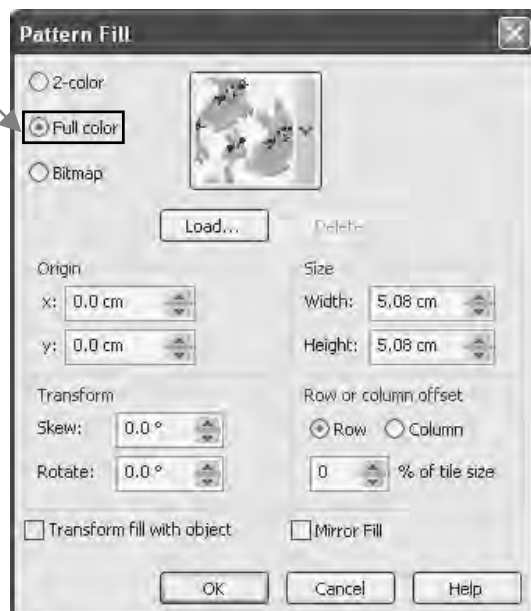 Pattern Fill
2-color
Full color
Bitmap
Load... Delete
Origin Size
x: 0.0 cm Width: 5.08 cm
y: 0.0 cm Height: 5.08 cm
Transform Row or column offset
Skew: 0.0 ° Row Column
Rotate: 0.0 ° 0 % of tile size
Transform fill with object Mirror Fill
OK Cancel Help